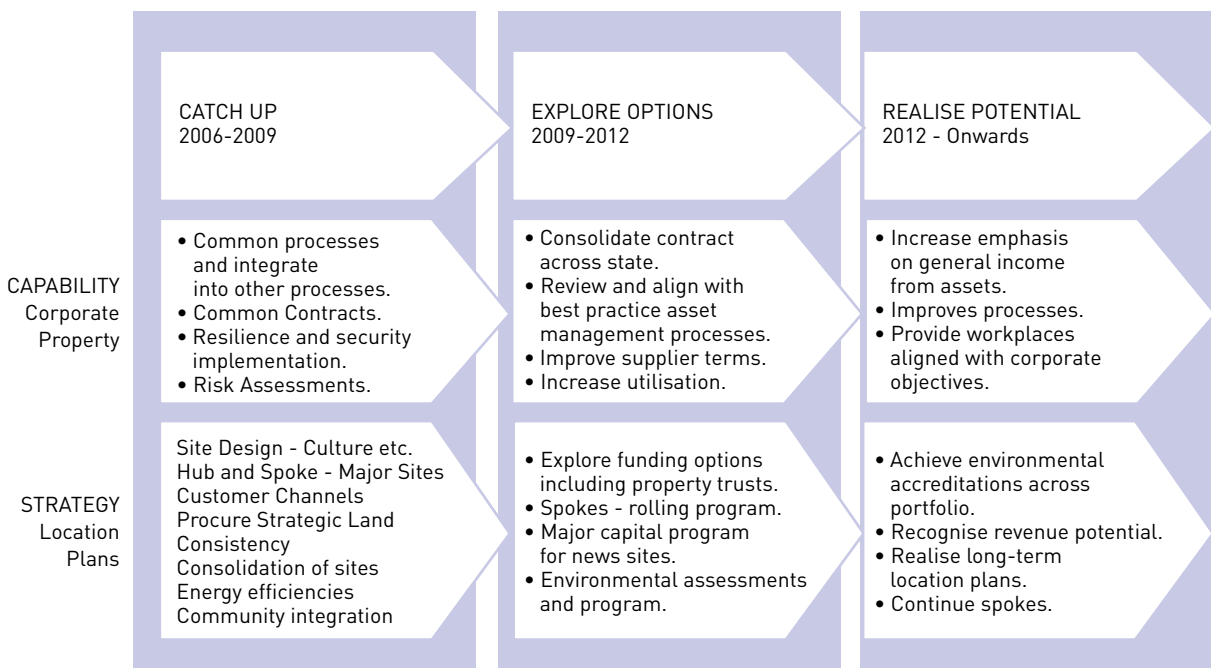 CATCH UP
2006-2009
EXPLORE OPTIONS
2009-2012
REALISE POTENTIAL
2012 - Onwards
CAPABILITY
Corporate
Property
• Common processes
and integrate
into other processes.
• Common Contracts.
• Resilience and security
implementation.
• Risk Assessments.
• Consolidate contract
across state.
• Review and align with
best practice asset
management processes.
• Improve supplier terms.
• Increase utilisation.
• Increase emphasis
on general income
from assets.
• Improves processes.
• Provide workplaces
aligned with corporate
objectives.
STRATEGY
Location
Plans
Site Design - Culture etc.
Hub and Spoke - Major Sites
Customer Channels
Procure Strategic Land
Consistency
Consolidation of sites
Energy efficiencies
Community integration
• Explore funding options
including property trusts.
• Spokes - rolling program.
• Major capital program
for news sites.
• Environmental assessments
and program.
• Achieve environmental
accreditations across
portfolio.
• Recognise revenue potential.
• Realise long-term
location plans.
• Continue spokes.